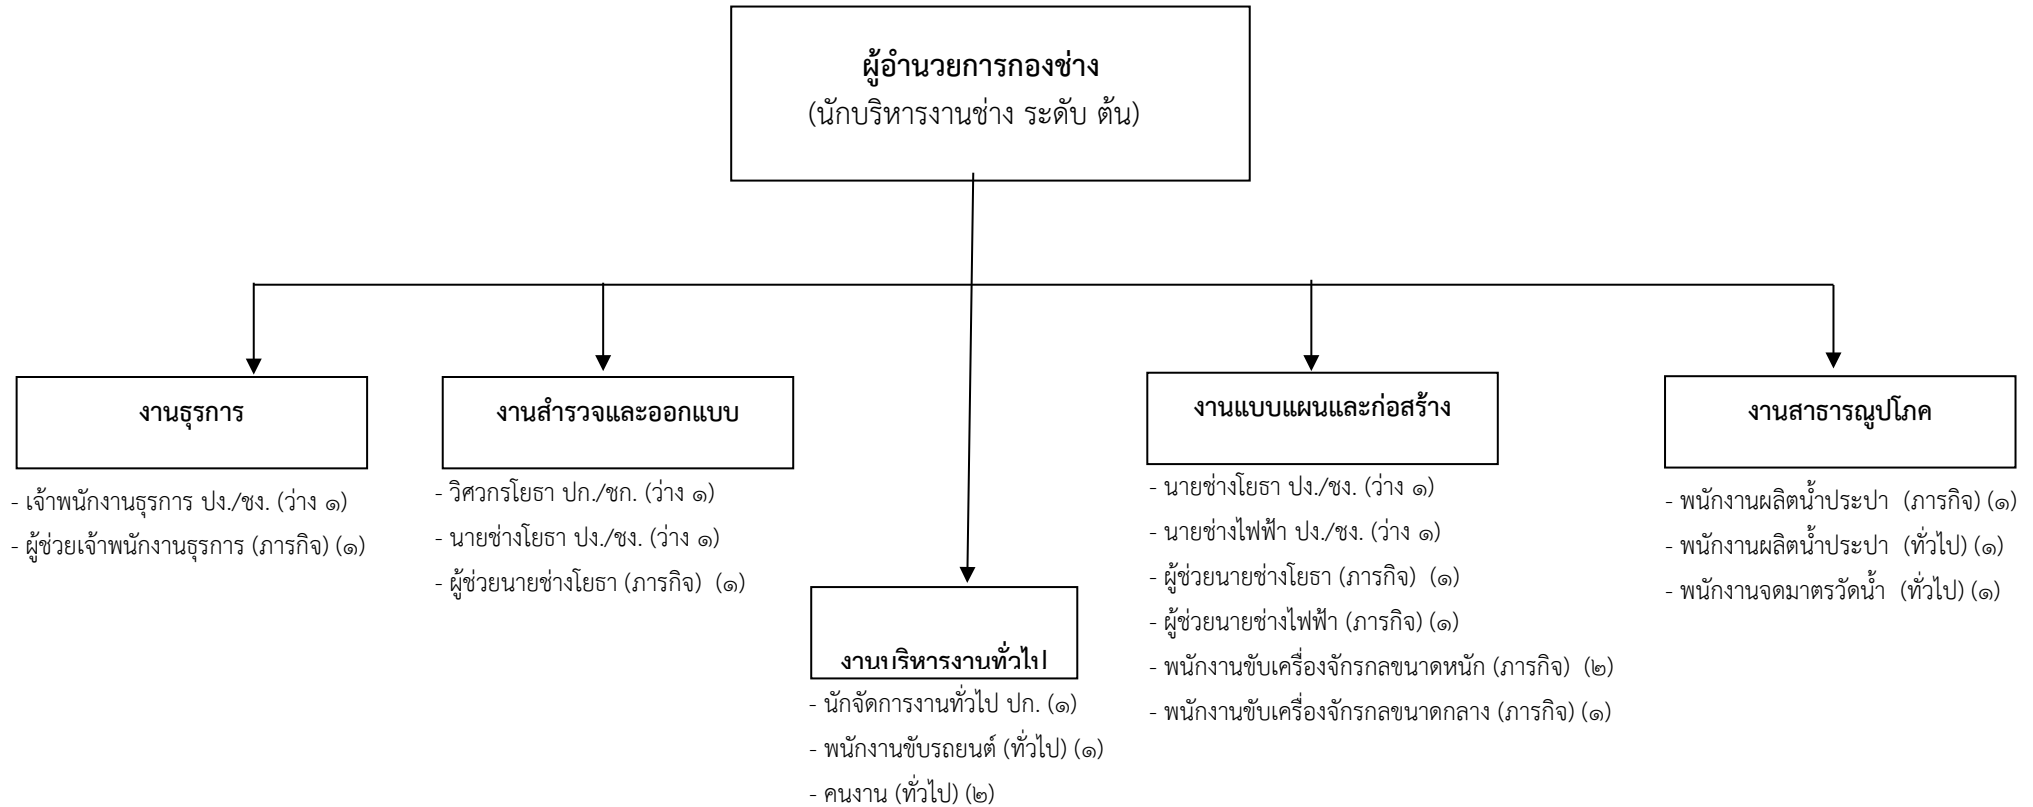 ผู้อำนวยการกองช่าง
(นักบริหารงานช่าง ระดับ ต้น)
งานธุรการ
- เจ้าพนักงานธุรการ ปง./ชง. (ว่าง ๑)
- ผู้ช่วยเจ้าพนักงานธุรการ (ภารกิจ) (๑)
งานสำรวจและออกแบบ
- วิศวกรโยธา ปก./ชก. (ว่าง ๑)
- นายช่างโยธา ปง./ชง. (ว่าง ๑)
- ผู้ช่วยนายช่างโยธา (ภารกิจ) (๑)
งานบริหารงานทั่วไป
- นักจัดการงานทั่วไป ปก. (๑)
- พนักงานขับรถยนต์ (ทั่วไป) (๑)
- คนงาน (ทั่วไป) (๒)
งานแบบแผนและก่อสร้าง
- นายช่างโยธา ปง./ชง. (ว่าง ๑)
- นายช่างไฟฟ้า ปง./ชง. (ว่าง ๑)
- ผู้ช่วยนายช่างโยธา (ภารกิจ) (๑)
- ผู้ช่วยนายช่างไฟฟ้า (ภารกิจ) (๑)
- พนักงานขับเครื่องจักรกลขนาดหนัก (ภารกิจ) (๒)
- พนักงานขับเครื่องจักรกลขนาดกลาง (ภารกิจ) (๑)
งานสาธารณูปโภค
- พนักงานผลิตน้ำประปา (ภารกิจ) (๑)
- พนักงานผลิตน้ำประปา (ทั่วไป) (๑)
- พนักงานจดมาตรวัดน้ำ (ทั่วไป) (๑)